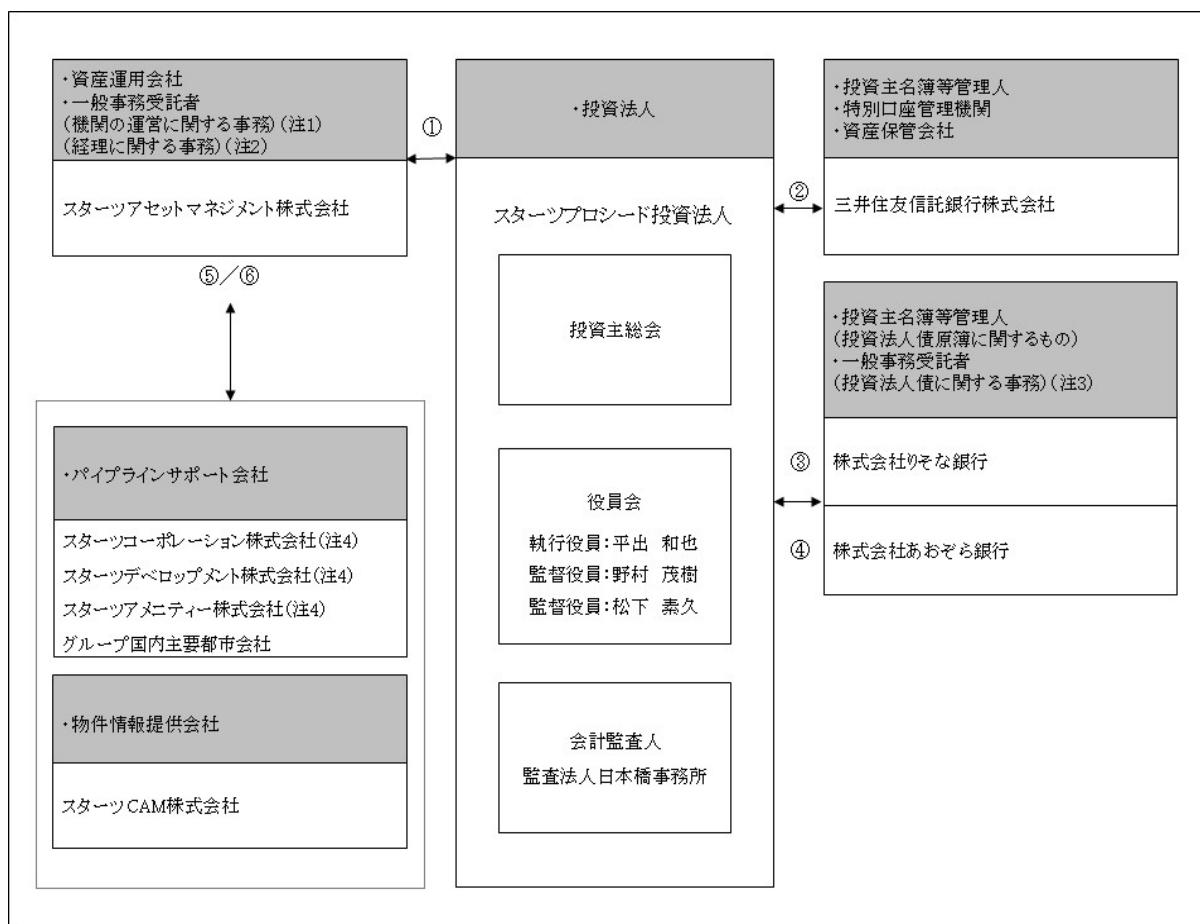 ・資産運用会社
・一般事務受託者
(機関の運営に関する事務)(注1)
(経理に関する事務)(注2)
スターツアセットマネジメント株式会社
①
⑤／⑥
・パイプラインサポート会社
スターツコーポレーション株式会社(注4)
スターツデベロップメント株式会社(注4)
スターツアメニティー株式会社(注4)
グループ国内主要都市会社
・物件情報提供会社
スターツCAM株式会社
・投資法人
スターツプロシード投資法人
投資主総会
役員会
執行役員:平出 和也
監督役員:野村 茂樹
監督役員:松下 素久
会計監査人
監査法人日本橋事務所
・投資主名簿等管理人
・特別口座管理機関
・資産保管会社
②
三井住友信託銀行株式会社
・投資主名簿等管理人
(投資法人債原簿に関するもの)
・一般事務受託者
(投資法人債に関する事務)(注3)
③
株式会社りそな銀行
④
株式会社あおぞら銀行